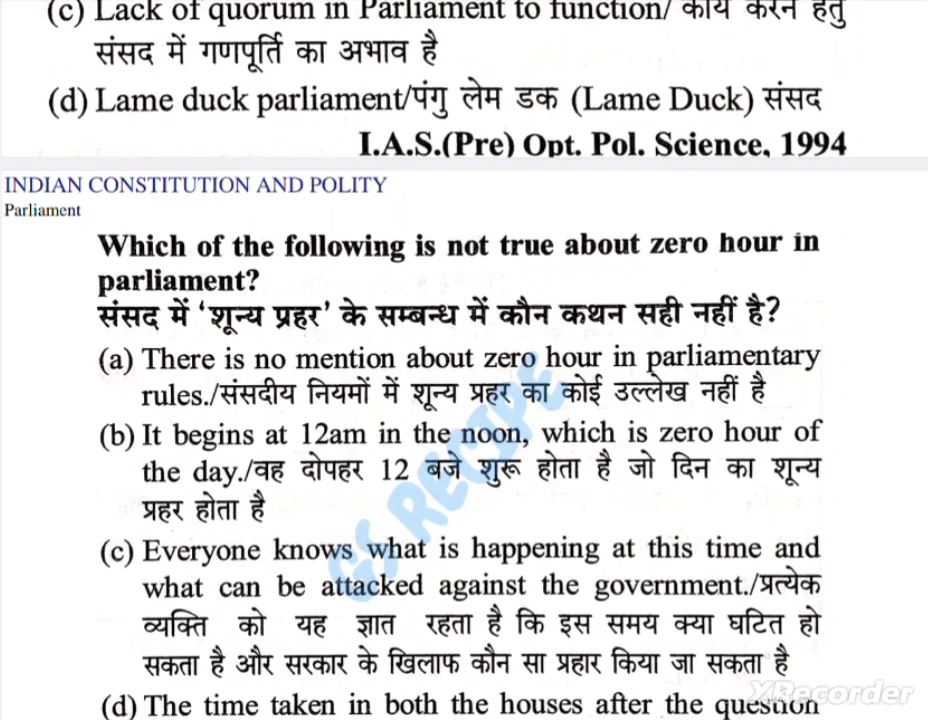 (c) Lack of quorum in Parliament to function/ कार्य करने हेतु
संसद में गणपूर्ति का अभाव है
(d) Lame duck parliament/पंगु लेम डक (Lame Duck) संसद
I.A.S.(Pre) Opt. Pol. Science, 1994
INDIAN CONSTITUTION AND POLITY
Parliament
Which of the following is not true about zero hour in
parliament?
संसद में ‘शून्य प्रहर’ के सम्बन्ध में कौन कथन सही नहीं है?
(a) There is no mention about zero hour in parliamentary
rules./संसदीय नियमों में शून्य प्रहर का कोई उल्लेख नहीं है
(b) It begins at 12am in the noon, which is zero hour of
the day./वह दोपहर 12 बजे शुरू होता है जो दिन का शून्य
प्रहर होता है
(c) Everyone knows what is happening at this time and
what can be attacked against the government./प्रत्येक
व्यक्ति को यह ज्ञात रहता है कि इस समय क्या घटित हो
सकता है और सरकार के खिलाफ कौन सा प्रहार किया जा सकता है
(d) The time taken in both the houses after the question
GS RECIPE
XRecorder